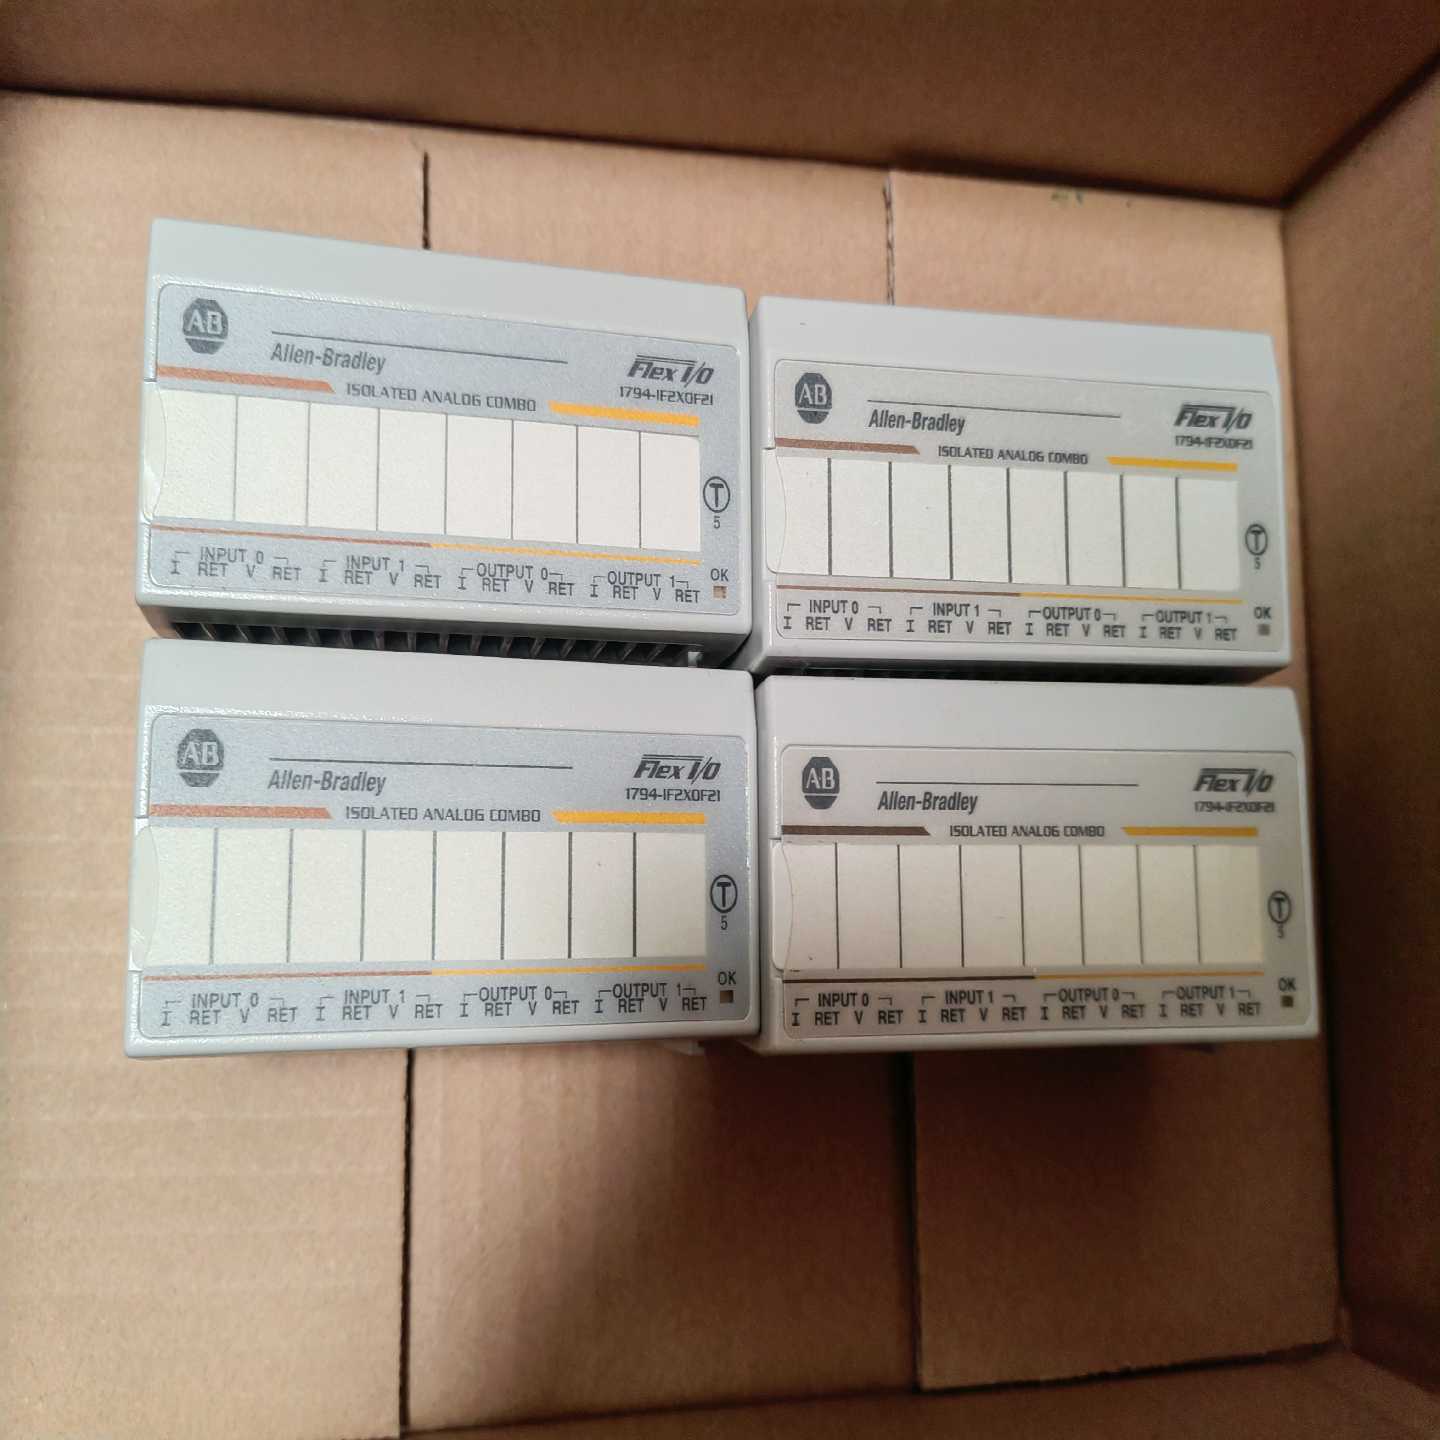 AB
Allen-Bradley
Flex I/O
1794-IF2XOF2I
ISOLATED ANALOG COMBO
T
5
INPUT 0 INPUT 1 OUTPUT 0 OUTPUT 1 OK
I RET V RET I RET V RET I RET V RET I RET V RET
AB
Allen-Bradley
Flex I/O
1794-IF2XOF2I
ISOLATED ANALOG COMBO
T
5
INPUT 0 INPUT 1 OUTPUT 0 OUTPUT 1 OK
I RET V RET I RET V RET I RET V RET I RET V RET
AB
Allen-Bradley
Flex I/O
1794-IF2XOF2I
ISOLATED ANALOG COMBO
T
5
INPUT 0 INPUT 1 OUTPUT 0 OUTPUT 1 OK
I RET V RET I RET V RET I RET V RET I RET V RET
AB
Allen-Bradley
Flex I/O
1794-IF2XOF2I
ISOLATED ANALOG COMBO
T
5
INPUT 0 INPUT 1 OUTPUT 0 OUTPUT 1 OK
I RET V RET I RET V RET I RET V RET I RET V RET